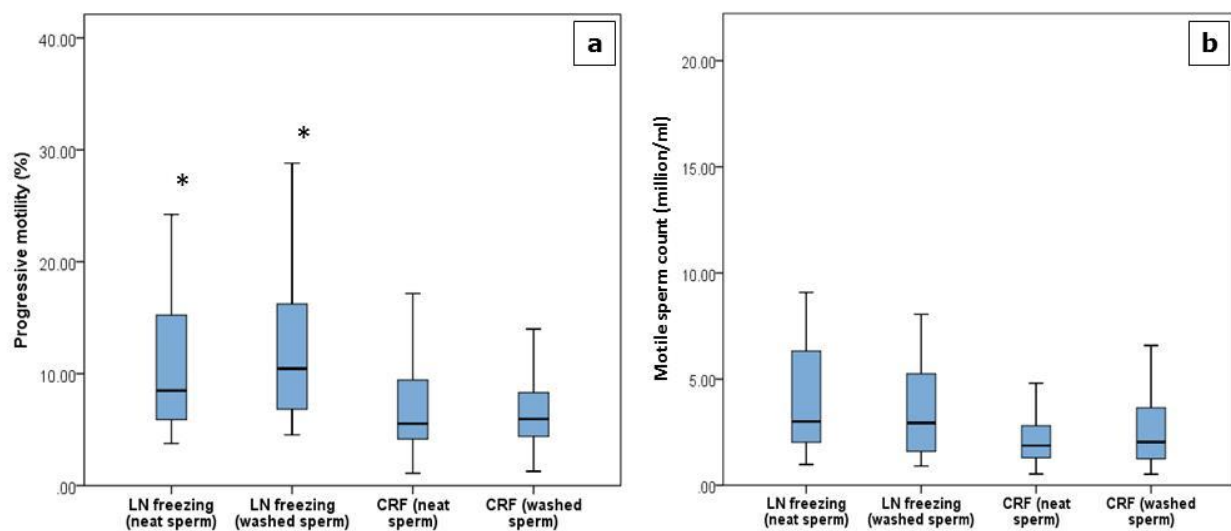 a
Progressive motility (%)
40.00
30.00
20.00
10.00
.00
*
*
LN freezing
(neat sperm)
LN freezing
(washed sperm)
CRF (neat
sperm)
CRF (washed
sperm)
b
Motile sperm count (million/ml)
20.00
15.00
10.00
5.00
.00
LN freezing
(neat sperm)
LN freezing
(washed sperm)
CRF (neat
sperm)
CRF (washed
sperm)